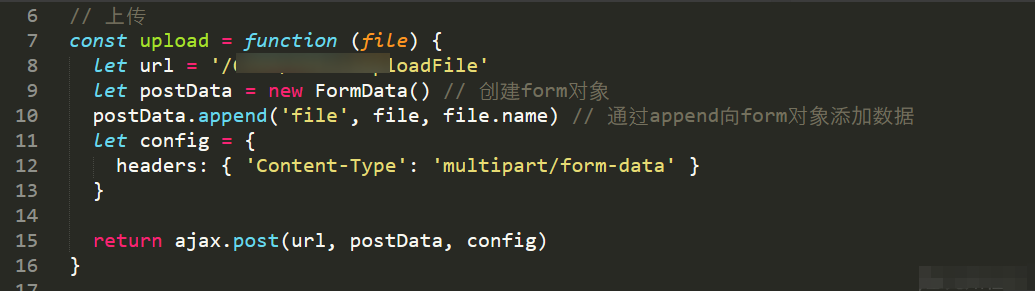 6 // 上传
7 const upload = function (file) {
8 let url = '/ loadFile'
9 let postData = new FormData() // 创建form对象
10 postData.append('file', file, file.name) // 通过append向form对象添加数据
11 let config = {
12 headers: { 'Content-Type': 'multipart/form-data' }
13 }
14
15 return ajax.post(url, postData, config)
16 }
17